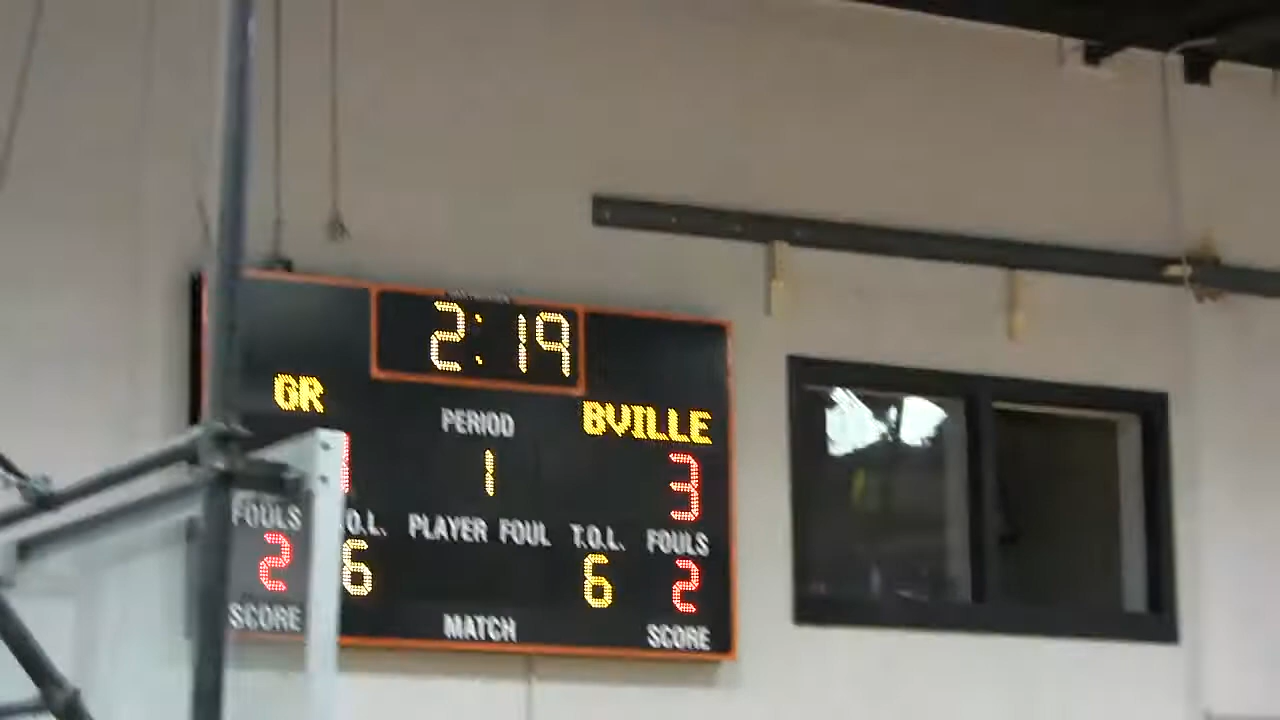 2:19
GR
PERIOD
BVILLE
1
3
FOULS
T.O.L.
PLAYER FOUL
T.O.L.
FOULS
2
6
6
2
SCORE
MATCH
SCORE